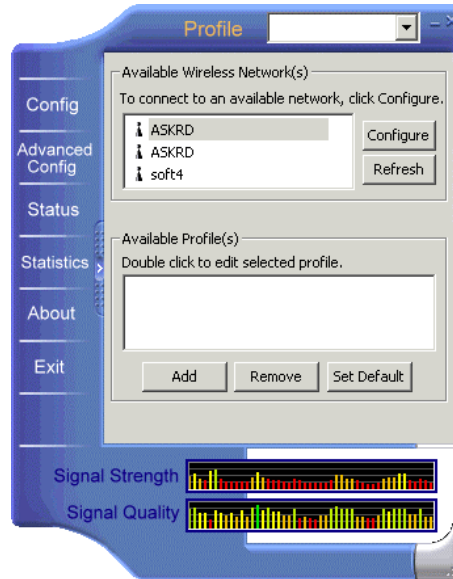 Profile
Config
Advanced
Config
Status
Statistics
About
Exit
Available Wireless Network(s)
To connect to an available network, click Configure.
ASKRD
ASKRD
soft4
Configure
Refresh
Available Profile(s)
Double click to edit selected profile.
Add
Remove
Set Default
Signal Strength
Signal Quality